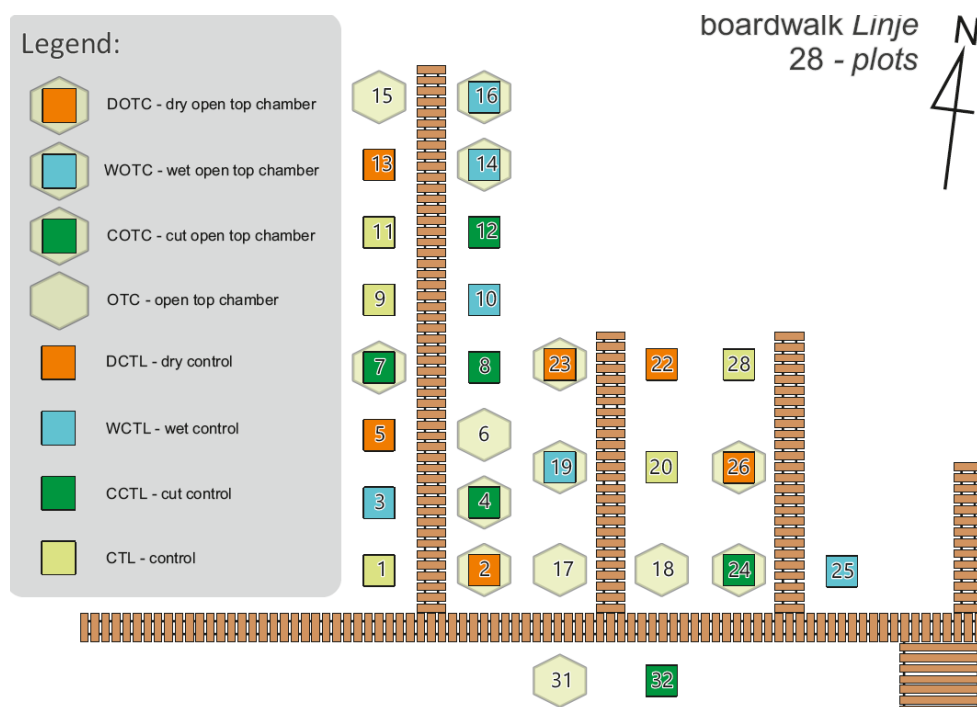 Legend:
DOTC - dry open top chamber
WOTC - wet open top chamber
COTC - cut open top chamber
OTC - open top chamber
DCTL - dry control
WCTL - wet control
CCTL - cut control
CTL - control
boardwalk Linje
28 - plots
N
15
16
13
14
11
12
9
10
7
8
23
22
28
5
6
19
20
26
3
4
1
2
17
18
24
25
31
32